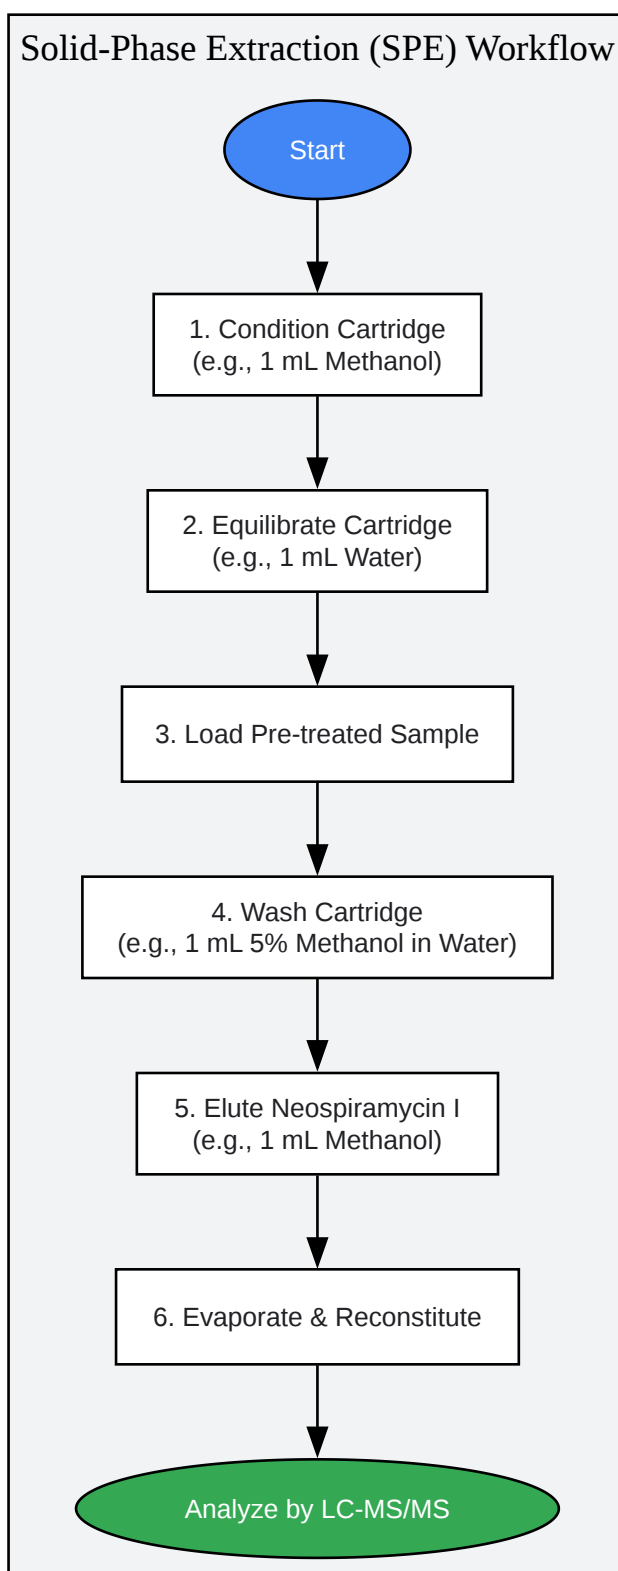 Solid-Phase Extraction (SPE) Workflow
Start
1. Condition Cartridge
(e.g., 1 mL Methanol)
2. Equilibrate Cartridge
(e.g., 1 mL Water)
3. Load Pre-treated Sample
4. Wash Cartridge
(e.g., 1 mL 5% Methanol in Water)
5. Elute Neospiramycin I
(e.g., 1 mL Methanol)
6. Evaporate & Reconstitute
Analyze by LC-MS/MS